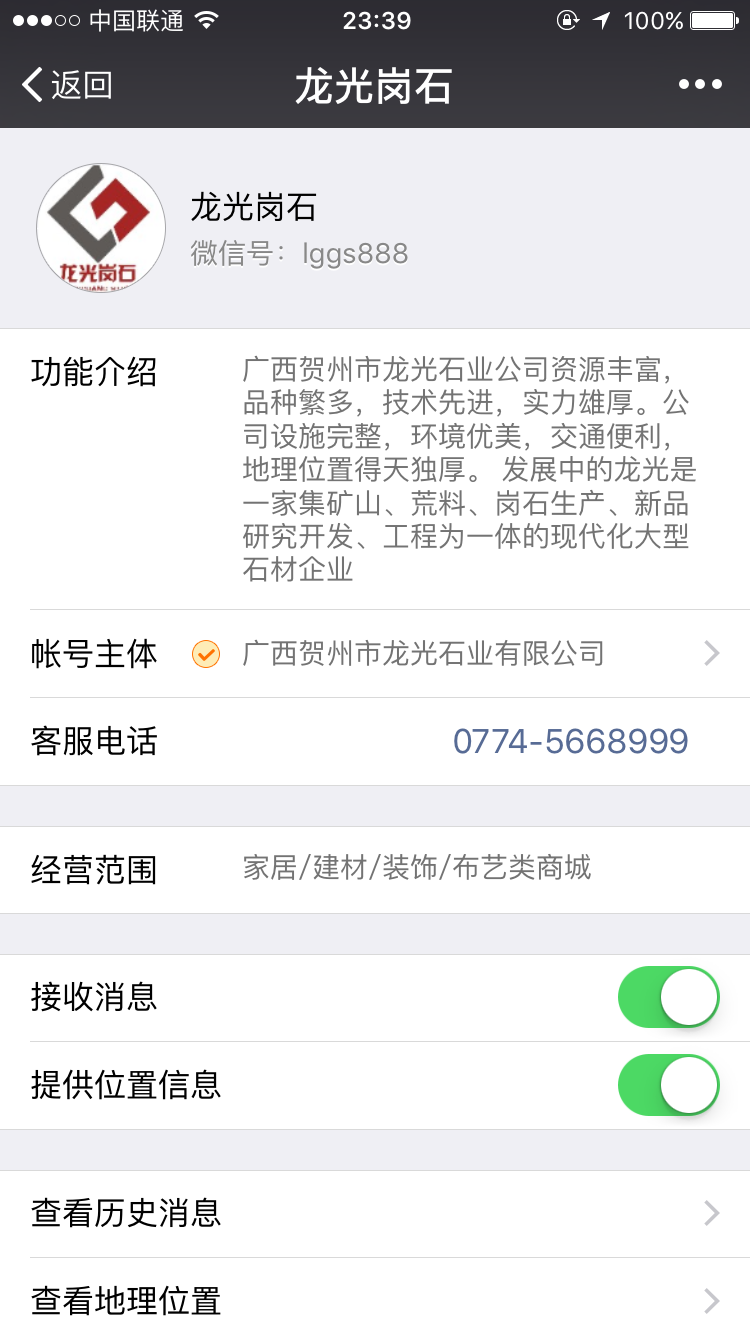 中国联通 23:39 100%
返回 龙光岗石
龙光岗石
龙光岗石
微信号：lggs888
功能介绍
广西贺州市龙光石业公司资源丰富，
品种繁多，技术先进，实力雄厚。公
司设施完整，环境优美，交通便利，
地理位置得天独厚。 发展中的龙光是
一家集矿山、荒料、岗石生产、新品
研究开发、工程为一体的现代化大型
石材企业
帐号主体 广西贺州市龙光石业有限公司
客服电话 0774-5668999
经营范围 家居/建材/装饰/布艺类商城
接收消息
提供位置信息
查看历史消息
查看地理位置